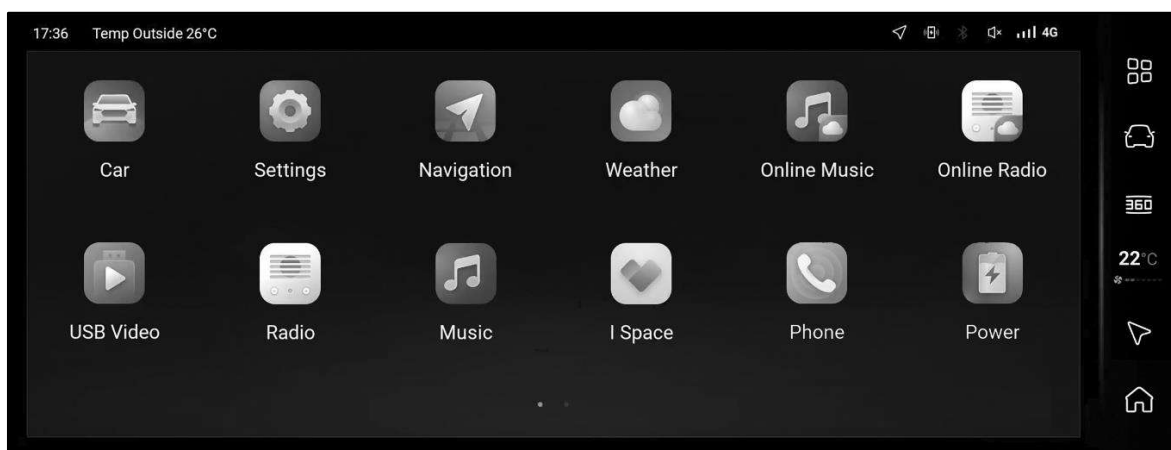 17:36 Temp Outside 26°C 4G
Car Settings Navigation Weather Online Music Online Radio
360
22°C
USB Video Radio Music I Space Phone Power